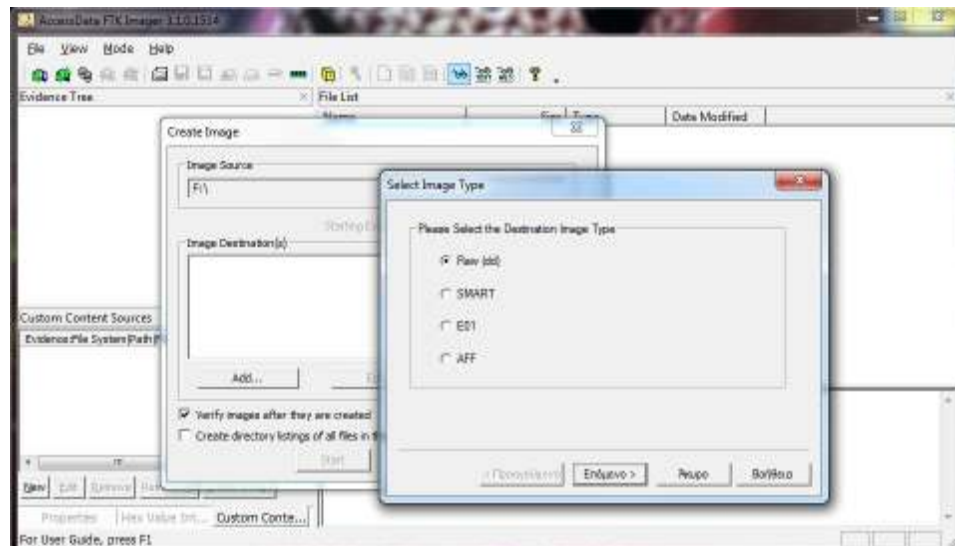 AccessData FTK Imager 3.1.0.1514
File View Mode Help
Evidence Tree
File List
Name Size Type Date Modified
Create Image
Image Source
F:\
Image Destination(s)
Add...
Verify images after they are created
Create directory listings of all files in
Start
Select Image Type
Please Select the Destination Image Type
Raw (dd)
SMART
E01
AFF
< Προηγούμενο Επόμενο > Άκυρο Βοήθεια
Custom Content Sources
Evidence:File System|Path|
New Edit Remove
Properties Hex Value Int... Custom Conte...
For User Guide, press F1